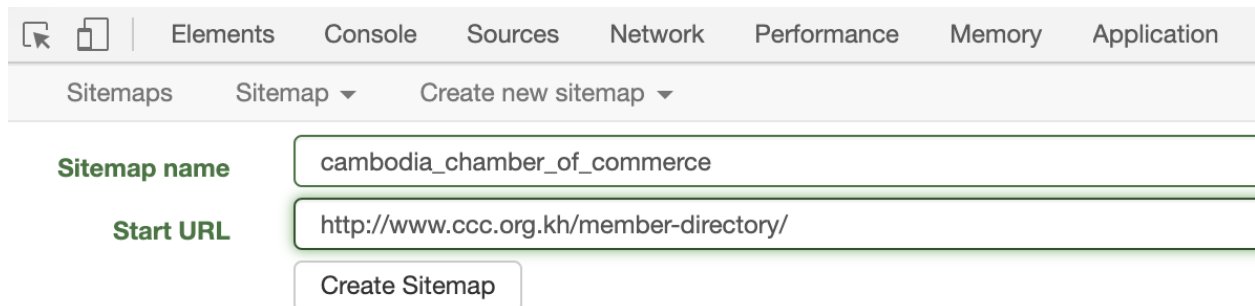 Elements Console Sources Network Performance Memory Application
Sitemaps Sitemap Create new sitemap
Sitemap name cambodia_chamber_of_commerce
Start URL http://www.ccc.org.kh/member-directory/
Create Sitemap